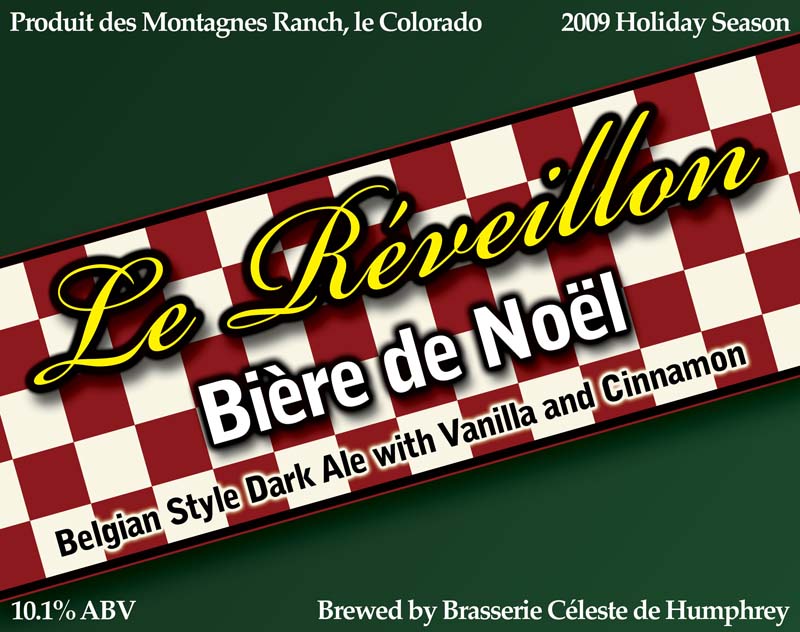 Produit des Montagnes Ranch, le Colorado
2009 Holiday Season
Le Réveillon
Bière de Noël
Belgian Style Dark Ale with Vanilla and Cinnamon
10.1% ABV
Brewed by Brasserie Céleste de Humphrey